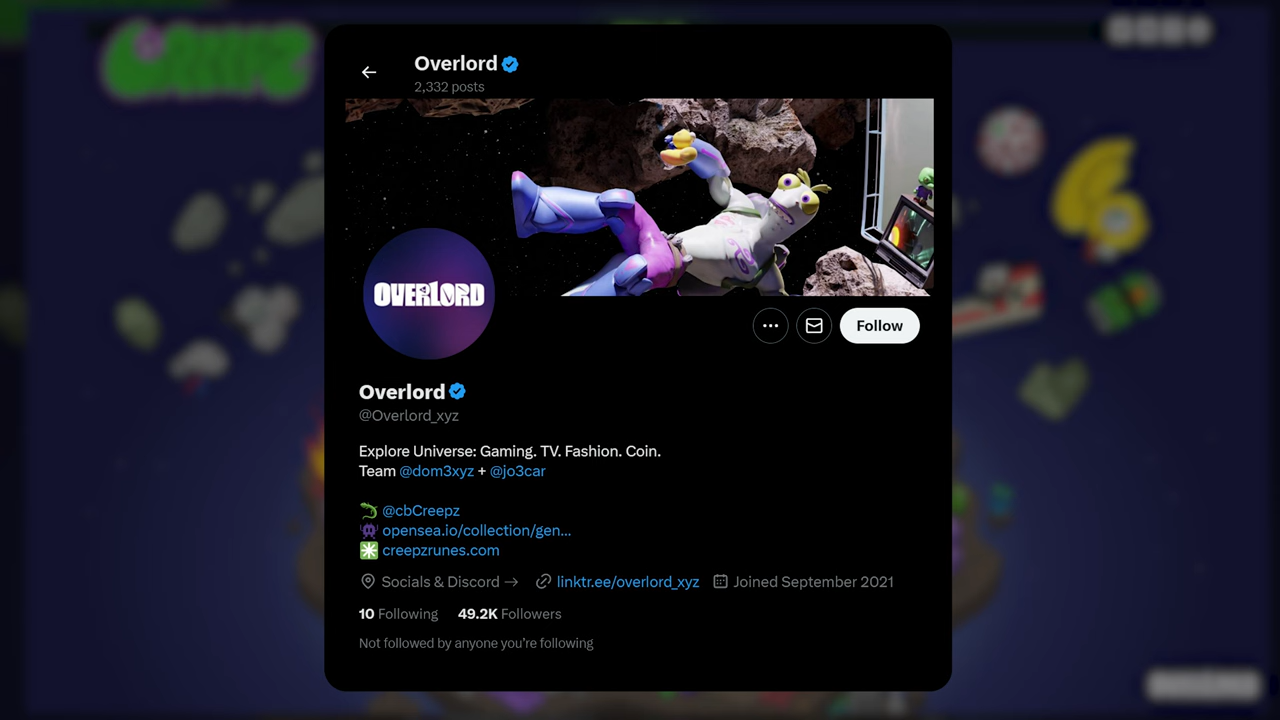 Overlord
2,332 posts
OVERLORD
Follow
Overlord
@Overlord_xyz
Explore Universe: Gaming. TV. Fashion. Coin.
Team @dom3xyz + @jo3car
@cbCreepz
opensea.io/collection/gen...
creepzrunes.com
Socials & Discord → linktr.ee/overlord_xyz Joined September 2021
10 Following 49.2K Followers
Not followed by anyone you're following